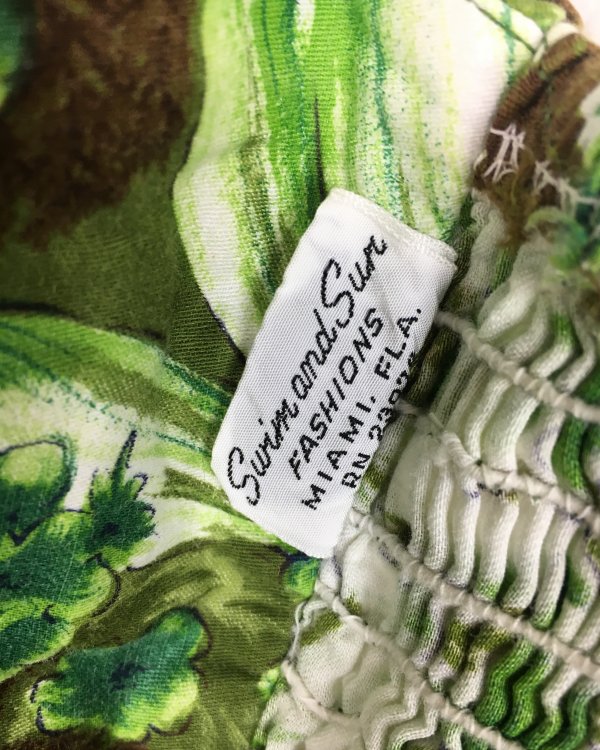 Swim and Sun
FASHIONS
MIAMI, FLA.
RN